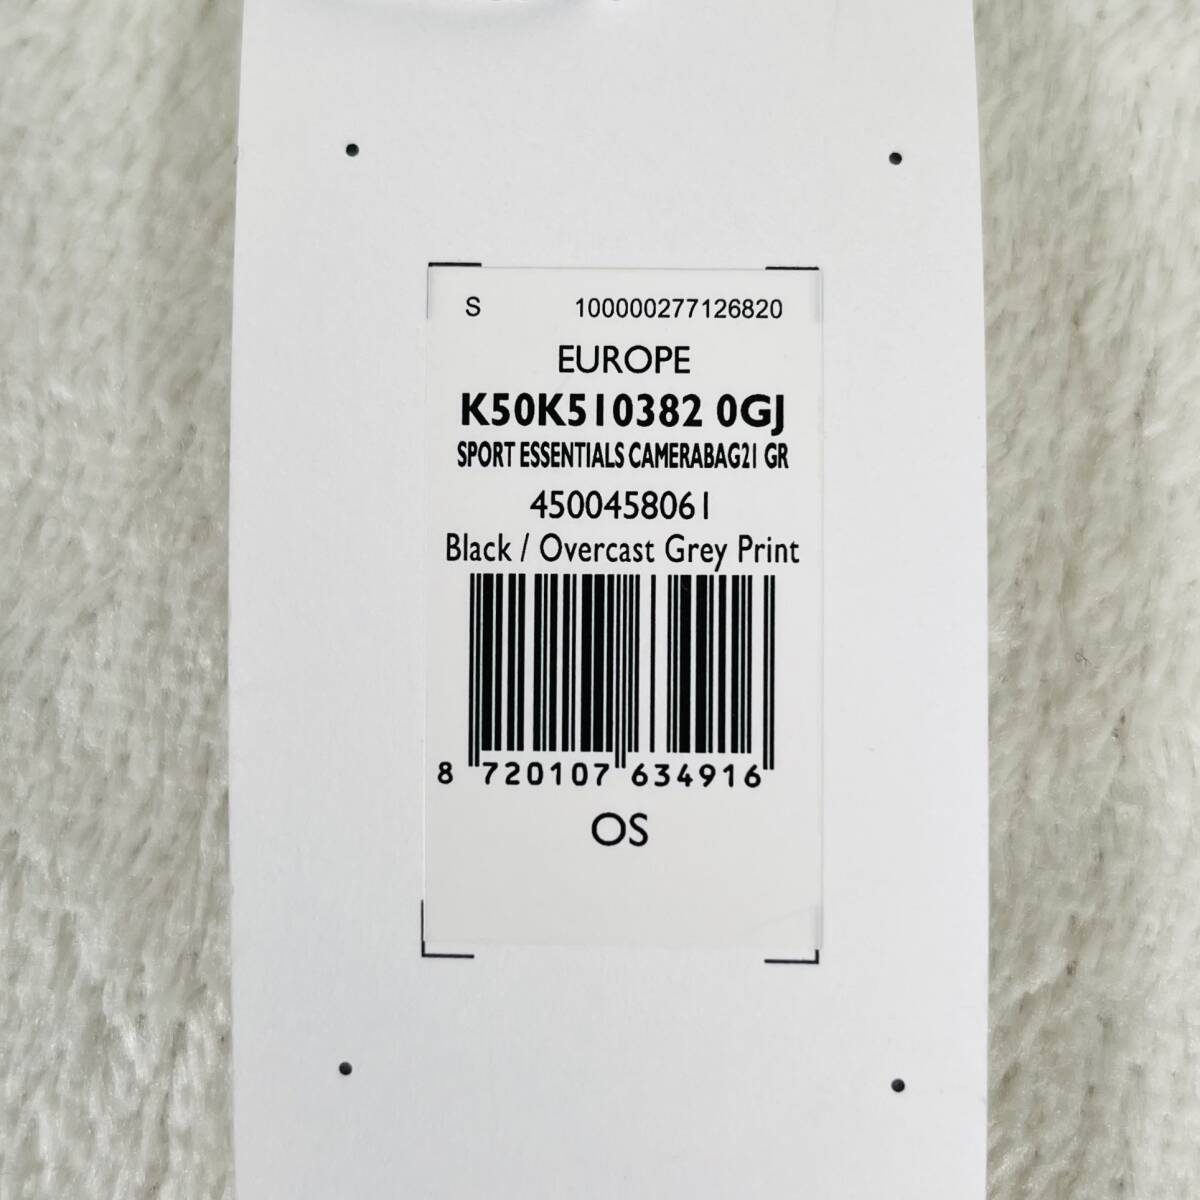 S 100000277126820
EUROPE
K50K510382 0GJ
SPORT ESSENTIALS CAMERABAG21 GR
4500458061
Black / Overcast Grey Print
8 720107 634916
OS